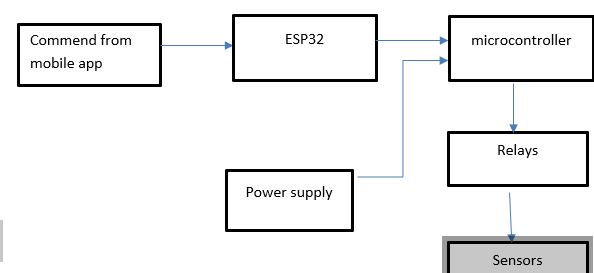 Commend from
mobile app
ESP32
microcontroller
Relays
Power supply
Sensors